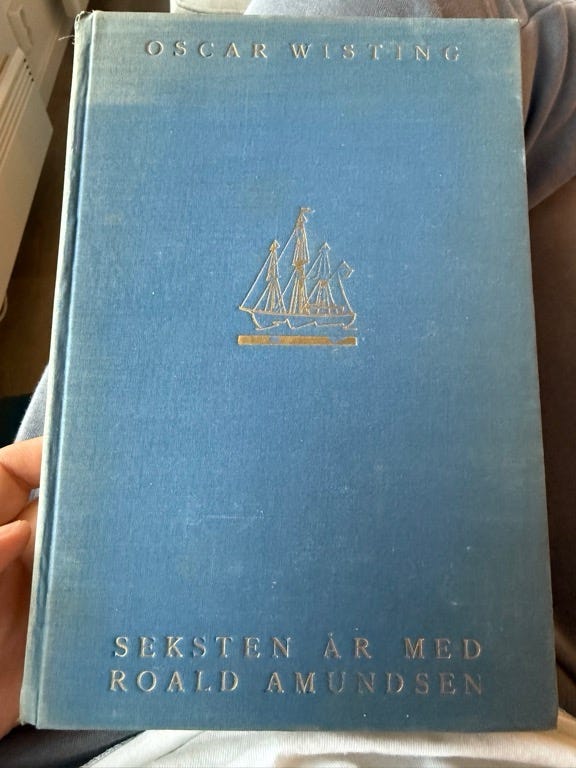 OSCAR WISTING
SEKSTEN ÅR MED
ROALD AMUNDSEN